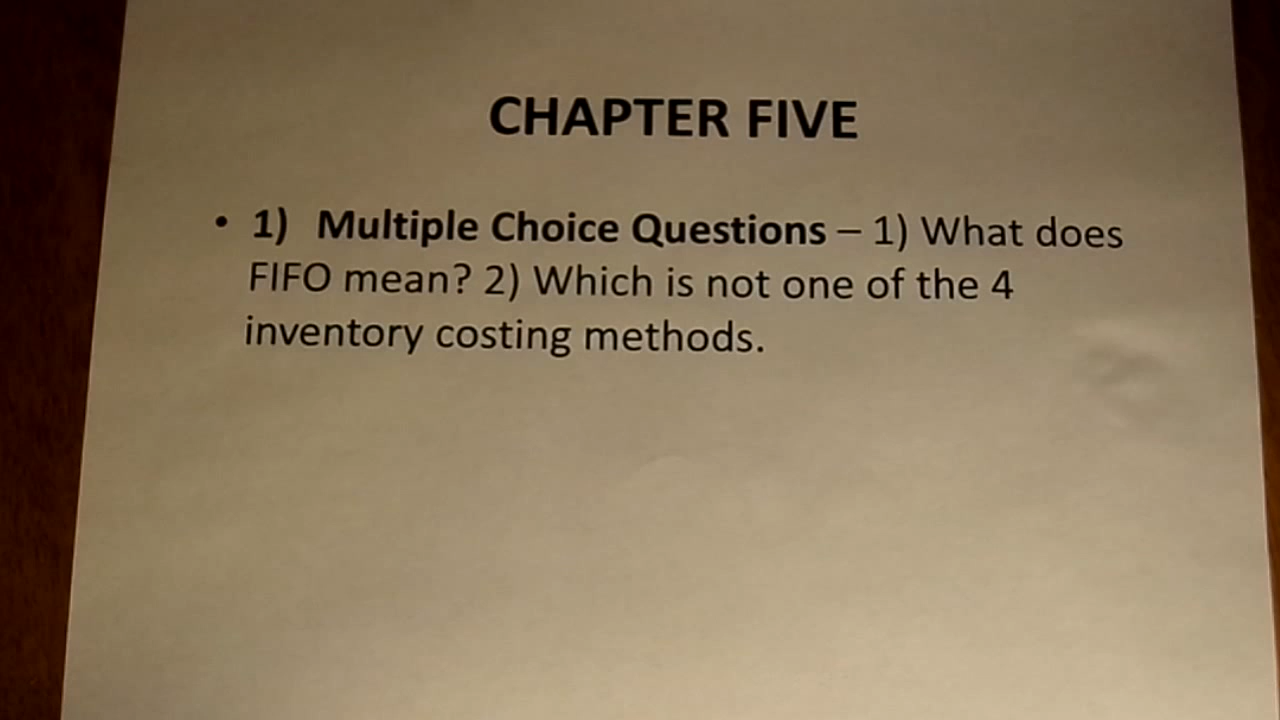 CHAPTER FIVE
• 1) Multiple Choice Questions – 1) What does
FIFO mean? 2) Which is not one of the 4
inventory costing methods.